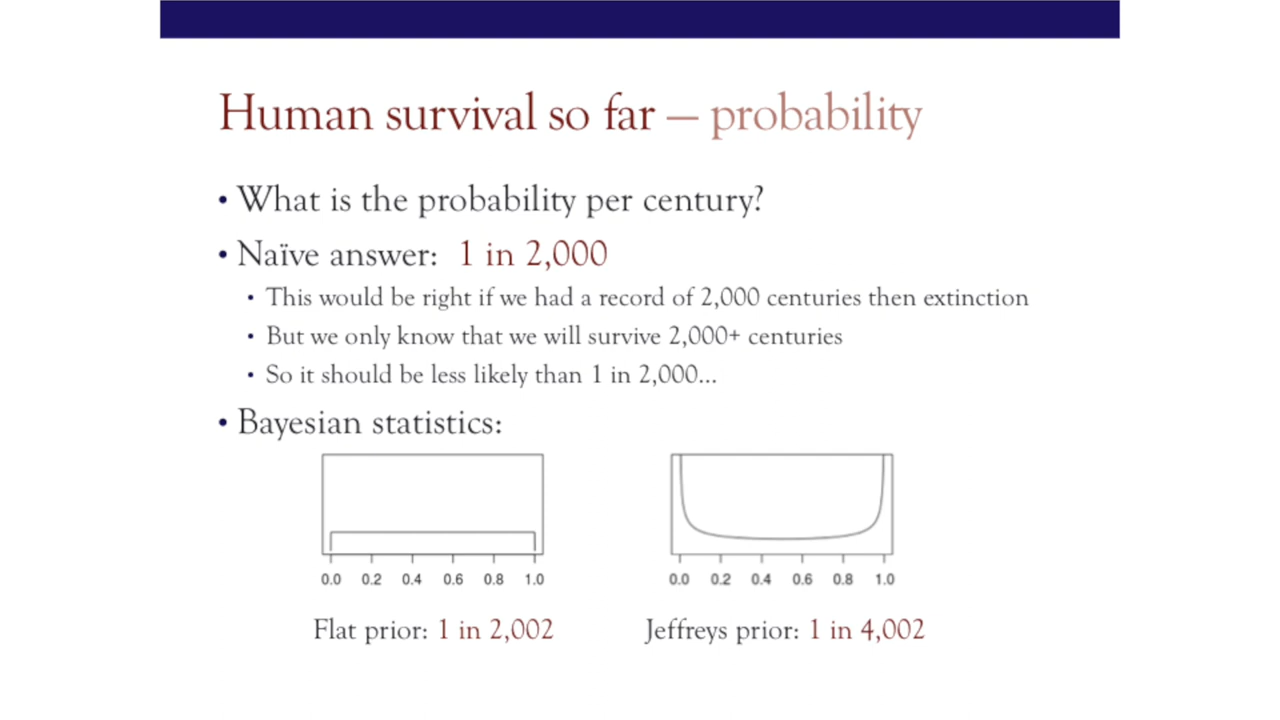 Human survival so far — probability
• What is the probability per century?
• Naïve answer: 1 in 2,000
• This would be right if we had a record of 2,000 centuries then extinction
• But we only know that we will survive 2,000+ centuries
• So it should be less likely than 1 in 2,000...
• Bayesian statistics:
0.0 0.2 0.4 0.6 0.8 1.0
0.0 0.2 0.4 0.6 0.8 1.0
Flat prior: 1 in 2,002
Jeffreys prior: 1 in 4,002